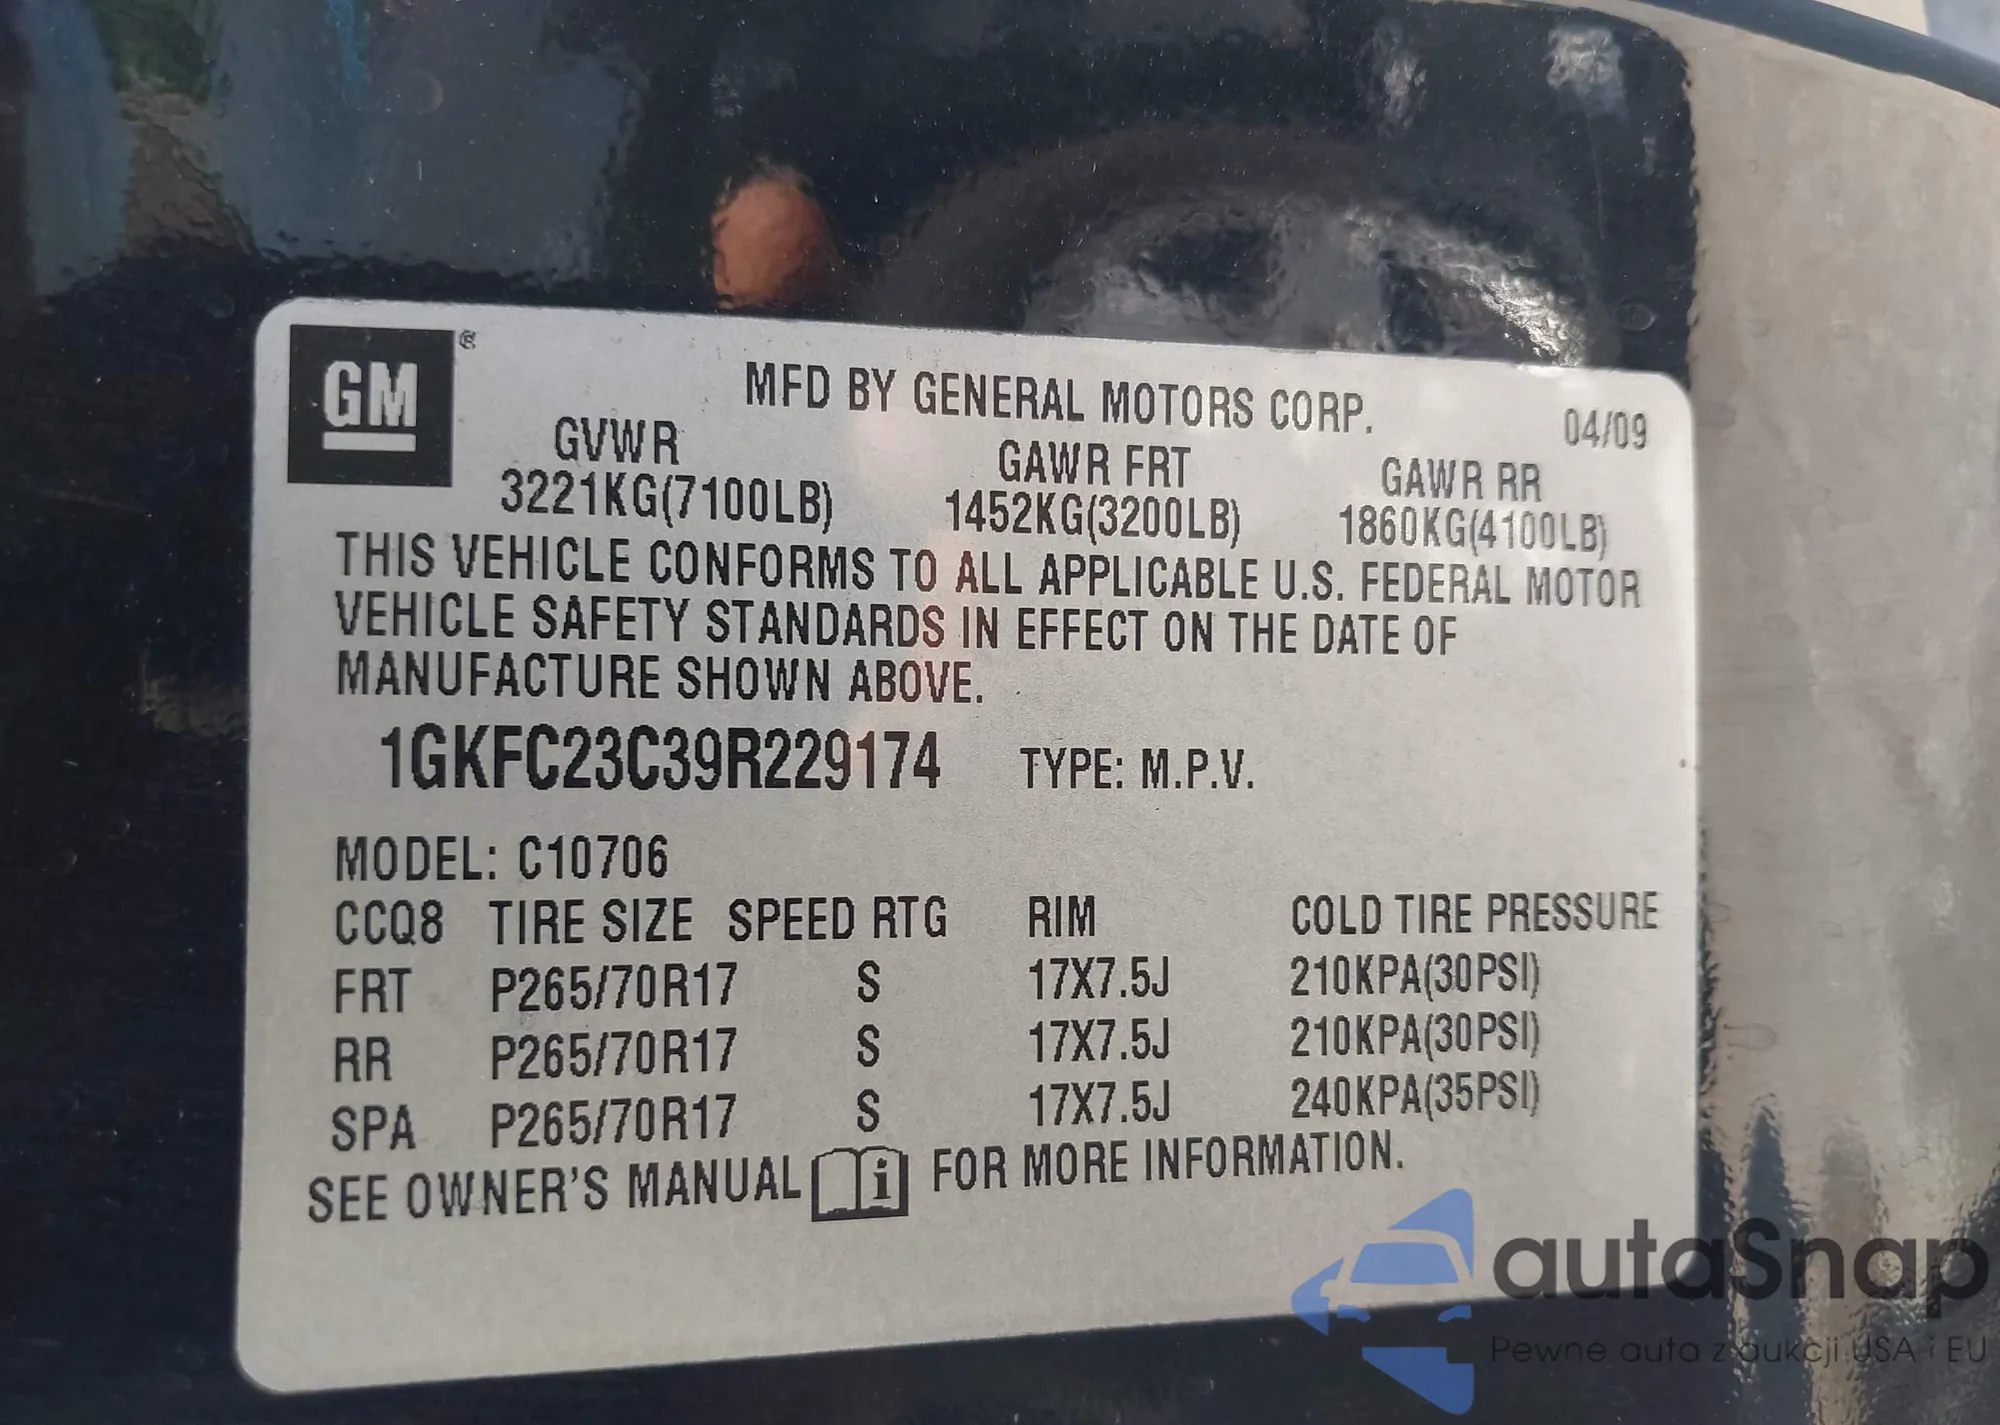 GM ®
MFD BY GENERAL MOTORS CORP. 04/09
GVWR GAWR FRT GAWR RR
3221KG(7100LB) 1452KG(3200LB) 1860KG(4100LB)
THIS VEHICLE CONFORMS TO ALL APPLICABLE U.S. FEDERAL MOTOR
VEHICLE SAFETY STANDARDS IN EFFECT ON THE DATE OF
MANUFACTURE SHOWN ABOVE.
1GKFC23C39R229174 TYPE: M.P.V.
MODEL: C10706
CCQ8 TIRE SIZE SPEED RTG RIM COLD TIRE PRESSURE
FRT P265/70R17 S 17X7.5J 210KPA(30PSI)
RR P265/70R17 S 17X7.5J 210KPA(30PSI)
SPA P265/70R17 S 17X7.5J 240KPA(35PSI)
SEE OWNER'S MANUAL i FOR MORE INFORMATION.
autaSnap
Pewne auta z aukcji USA i EU